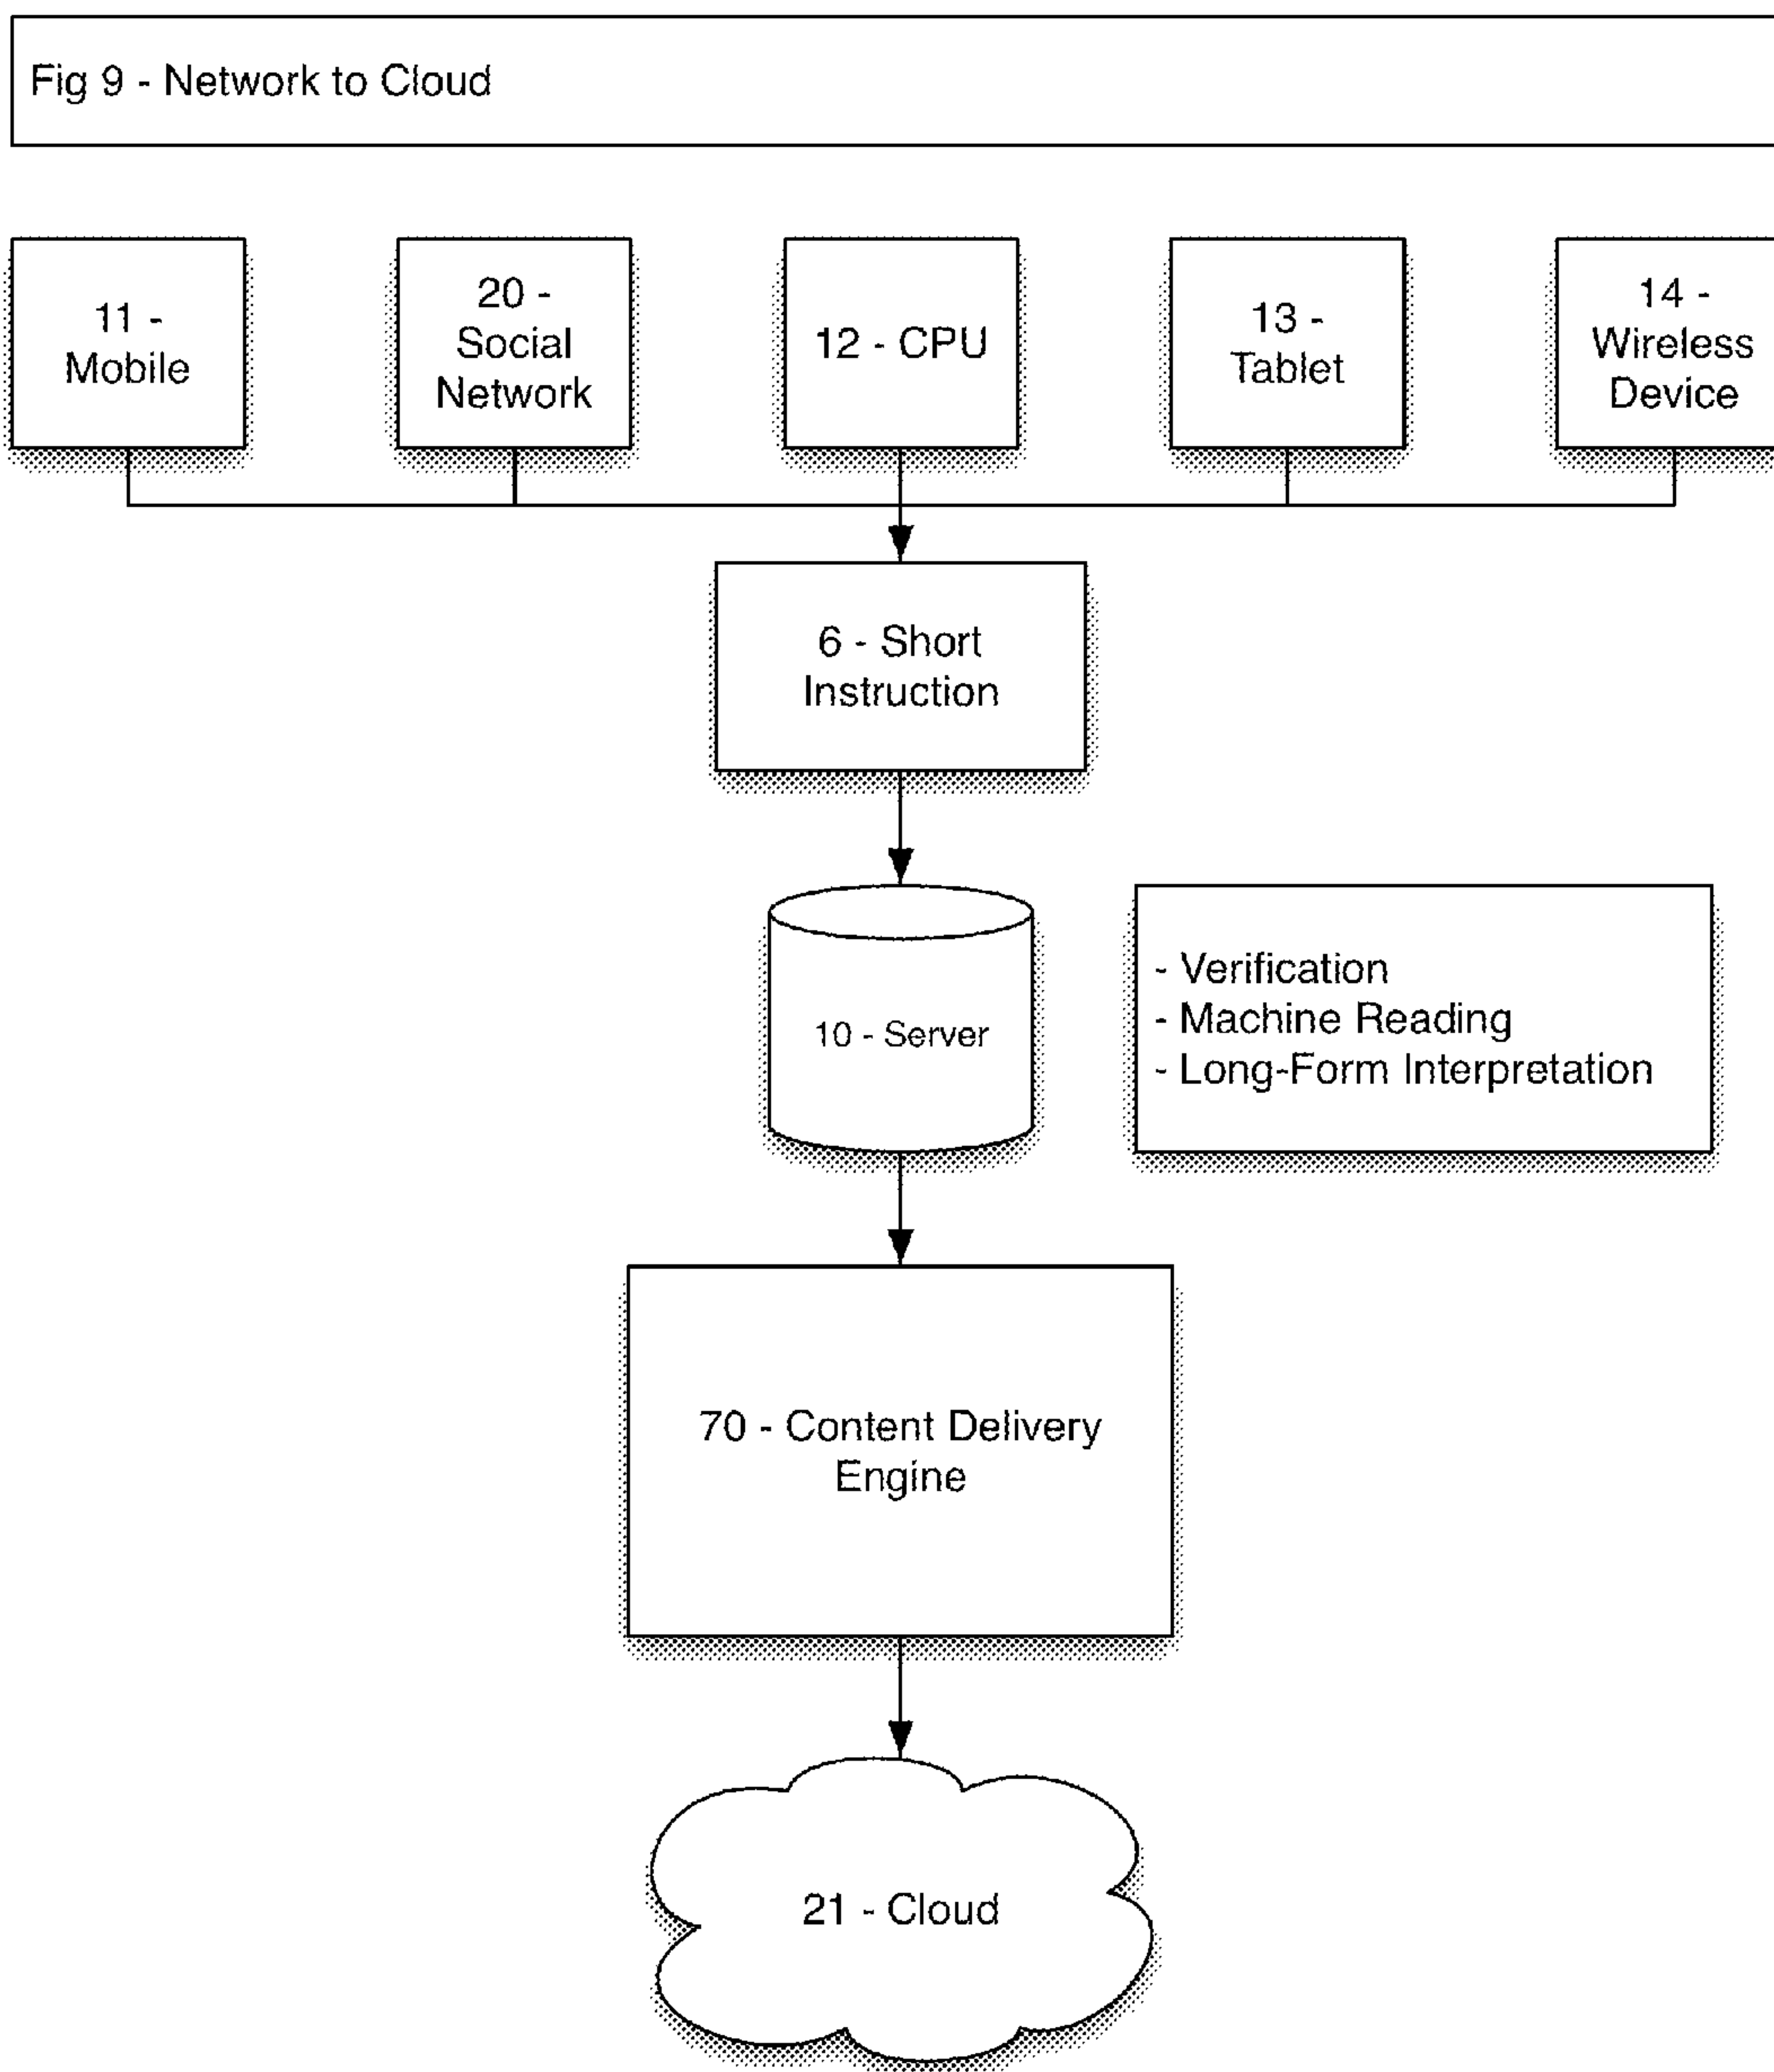 Fig 9 - Network to Cloud
11 -
Mobile
20 -
Social
Network
12 - CPU
13 -
Tablet
14 -
Wireless
Device
6 - Short
Instruction
10 - Server
- Verification
- Machine Reading
- Long-Form Interpretation
70 - Content Delivery
Engine
21 - Cloud